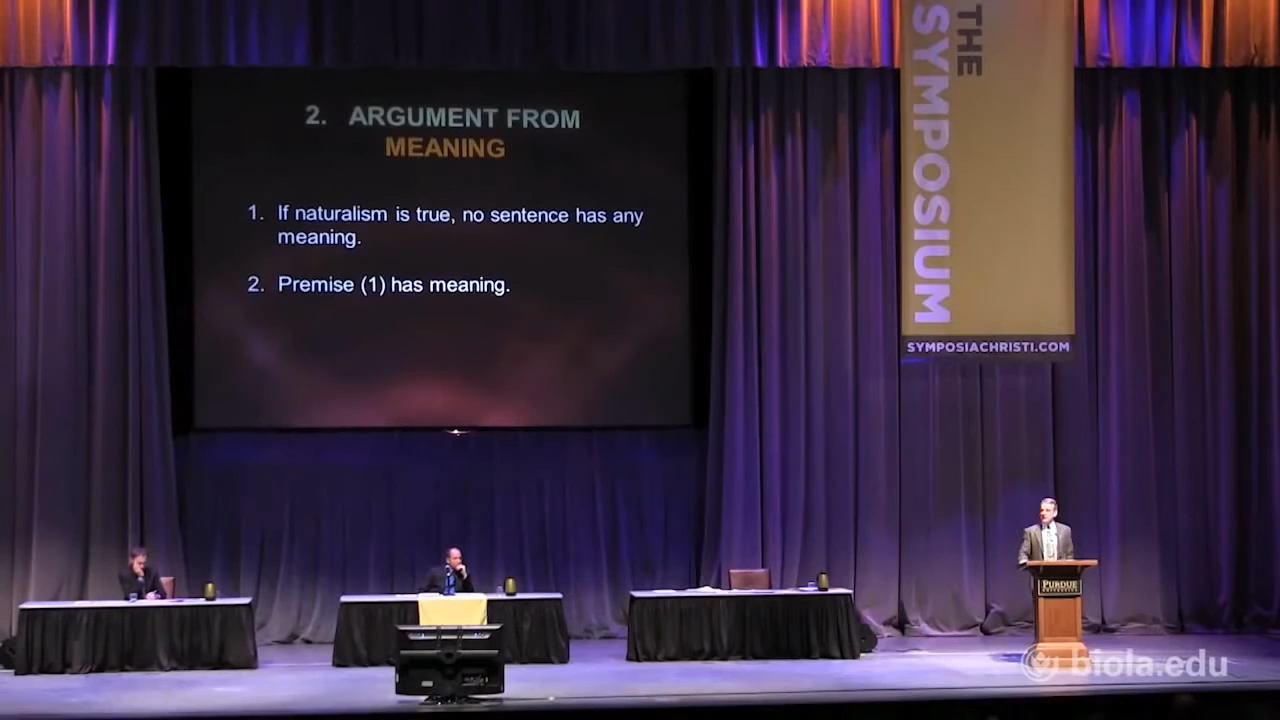 2. ARGUMENT FROM
MEANING
1. If naturalism is true, no sentence has any
meaning.
2. Premise (1) has meaning.
THE
SYMPOSIUM
SYMPOSIACHRISTI.COM
PURDUE
biola.edu